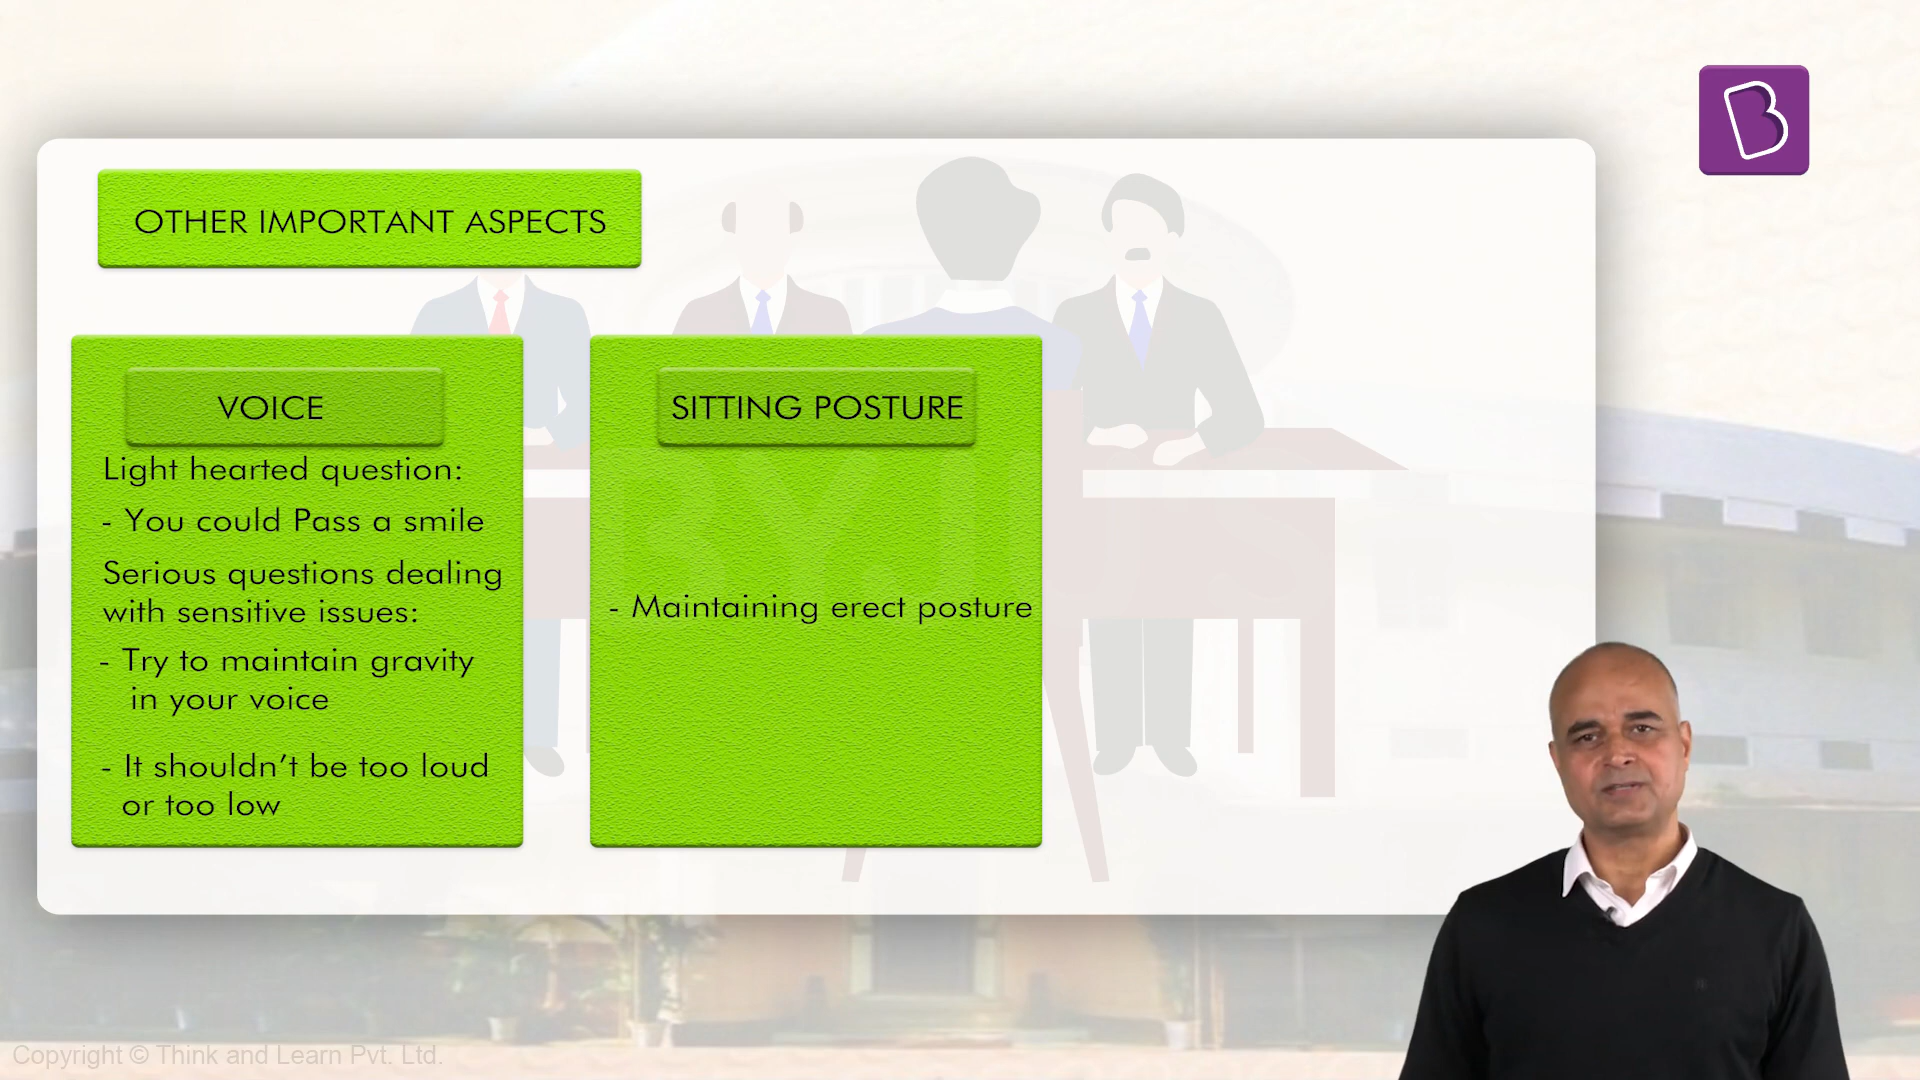 OTHER IMPORTANT ASPECTS
VOICE
Light hearted question:
- You could Pass a smile
Serious questions dealing
with sensitive issues:
- Try to maintain gravity
in your voice
- It shouldn't be too loud
or too low
SITTING POSTURE
- Maintaining erect posture
B
BYJU'S
Copyright © Think and Learn Pvt. Ltd.